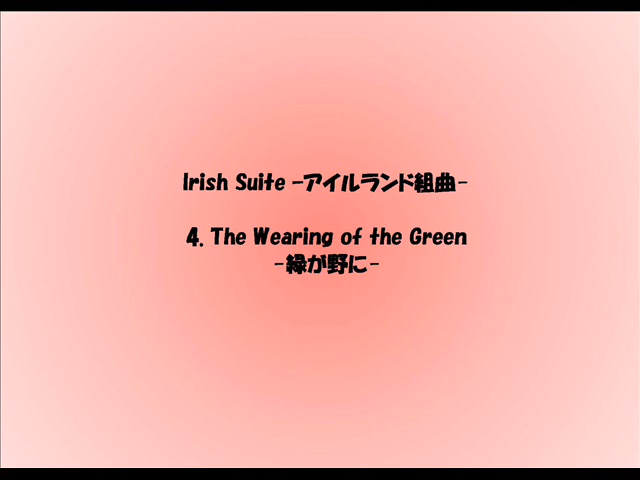 Irish Suite -アイルランド組曲-
4. The Wearing of the Green
-緑が野に-